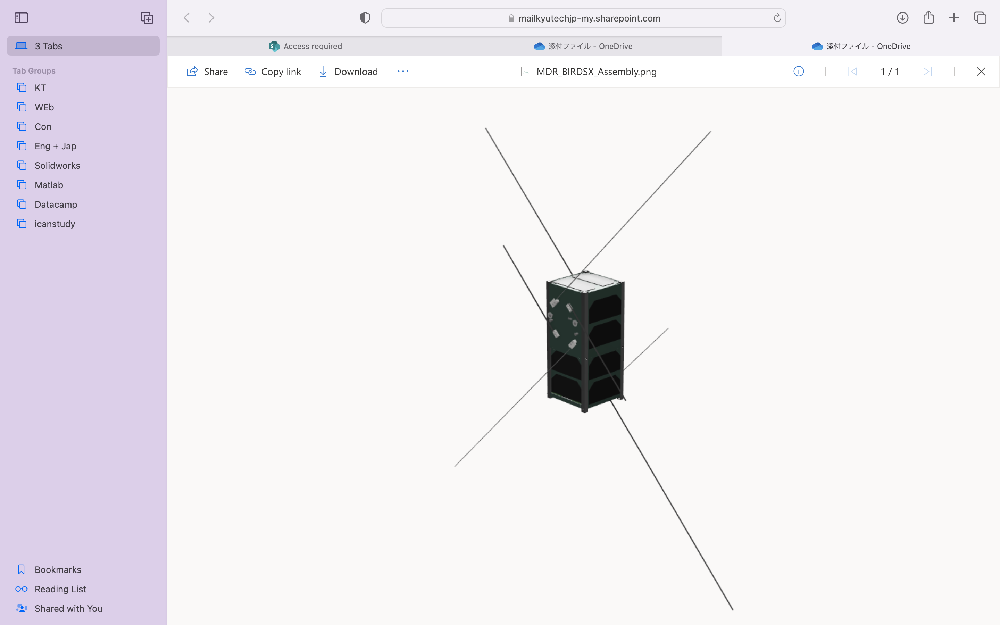 3 Tabs
Tab Groups
KT
WEb
Con
Eng + Jap
Solidworks
Matlab
Datacamp
icanstudy
Bookmarks
Reading List
Shared with You
mailkyutechjp-my.sharepoint.com
Access required
添付ファイル - OneDrive
添付ファイル - OneDrive
Share
Copy link
Download
MDR_BIRDSX_Assembly.png
1 / 1